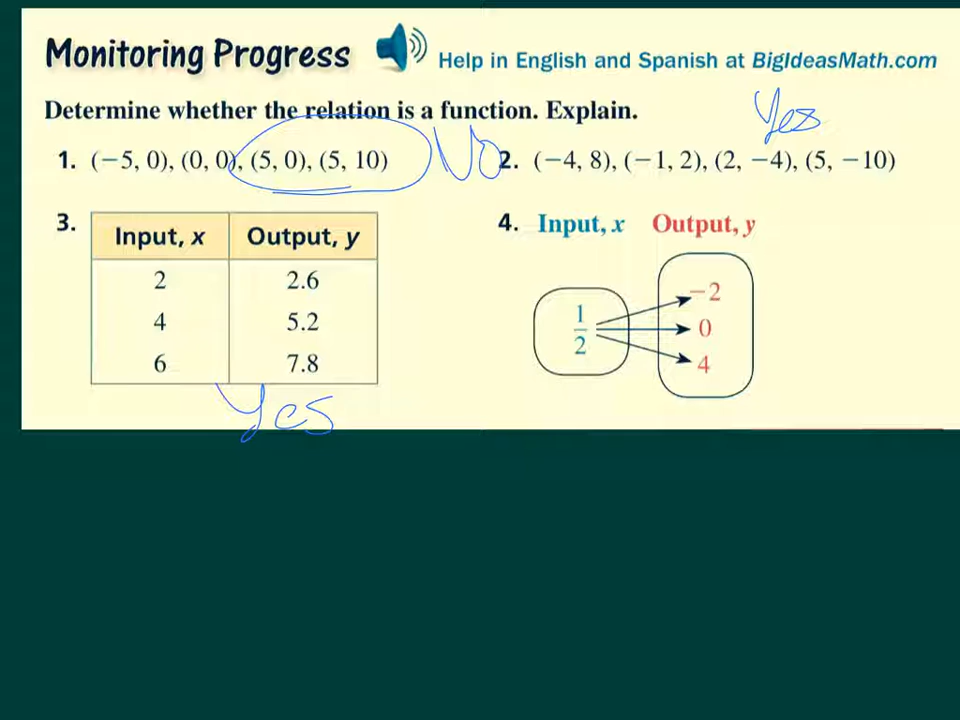 Monitoring Progress
Help in English and Spanish at BigIdeasMath.com
Determine whether the relation is a function. Explain.
Yes
1. (−5, 0), (0, 0), (5, 0), (5, 10)
No
2. (−4, 8), (−1, 2), (2, −4), (5, −10)
3.
Input, x Output, y
2 2.6
4 5.2
6 7.8
Yes
4. Input, x Output, y
1/2
−2
0
4